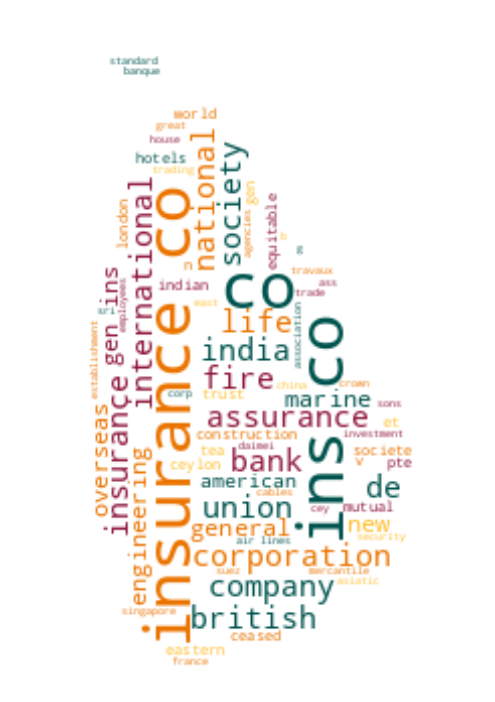 standard
banque
world
great
house
national
hotels
society
trading
international
insurance co
gen
equitable
london
agencies
n
indian
co
travaux
ass
trade
east
gen ins
employees
sri
life
association
ins co
india
establishment
fire
china
crown
corp
trust
marine
sons
overseas
insurance
assurance
et
construction
investment
daimei
tea
bank
societe
v
pte
ceylon
american
de
engineering
cables
union
cey
mutual
general
new
air lines
security
corporation
suez
mercantile
asiatic
company
singapore
british
ceased
eastern
france